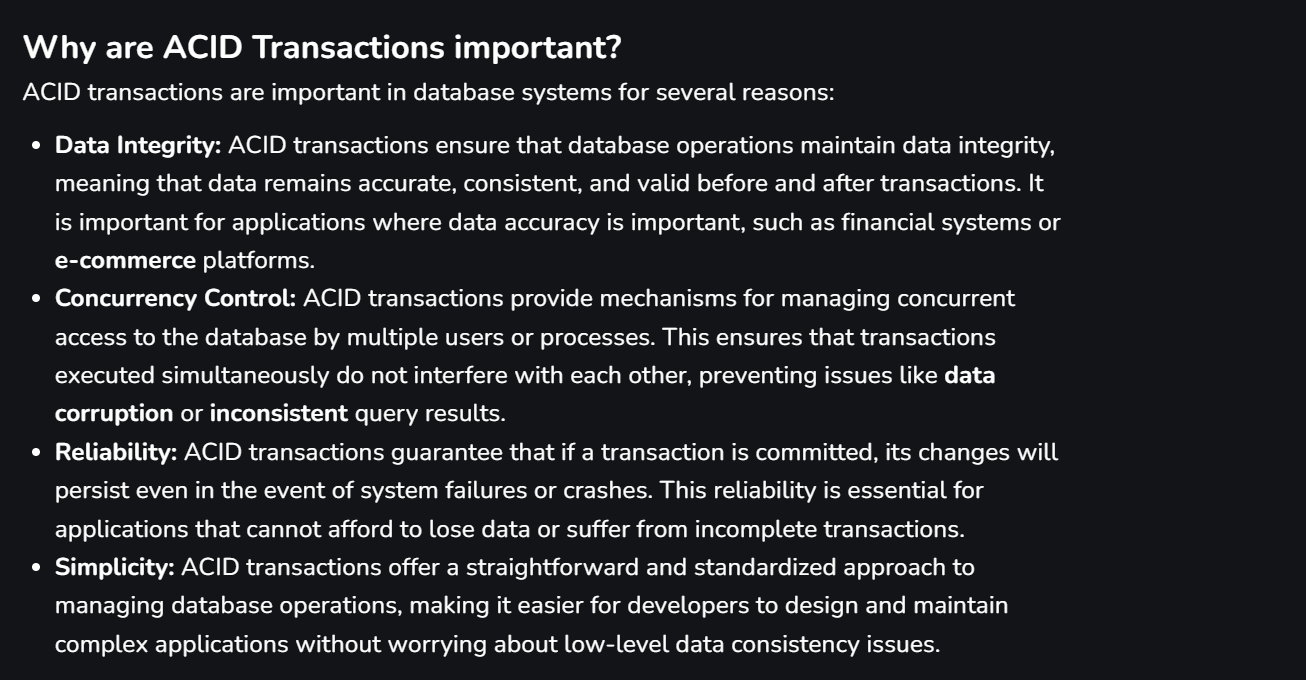 Why are ACID Transactions important?
ACID transactions are important in database systems for several reasons:
• Data Integrity: ACID transactions ensure that database operations maintain data integrity,
meaning that data remains accurate, consistent, and valid before and after transactions. It
is important for applications where data accuracy is important, such as financial systems or
e-commerce platforms.
• Concurrency Control: ACID transactions provide mechanisms for managing concurrent
access to the database by multiple users or processes. This ensures that transactions
executed simultaneously do not interfere with each other, preventing issues like data
corruption or inconsistent query results.
• Reliability: ACID transactions guarantee that if a transaction is committed, its changes will
persist even in the event of system failures or crashes. This reliability is essential for
applications that cannot afford to lose data or suffer from incomplete transactions.
• Simplicity: ACID transactions offer a straightforward and standardized approach to
managing database operations, making it easier for developers to design and maintain
complex applications without worrying about low-level data consistency issues.